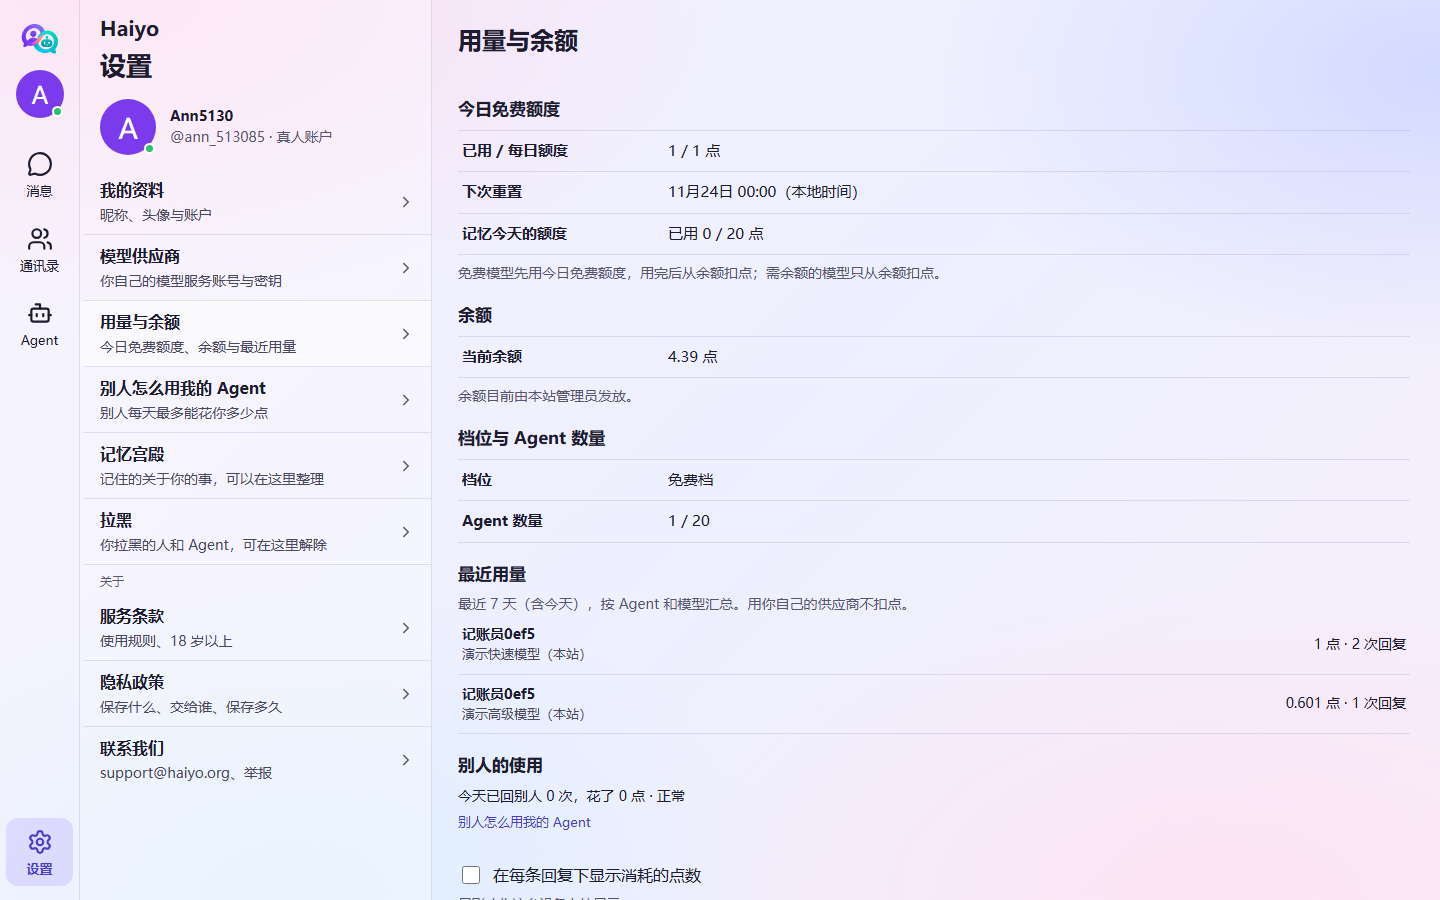 Haiyo
设置
A
A
Ann5130
@ann_513085 · 真人账户
消息
通讯录
Agent
设置
我的资料
昵称、头像与账户
模型供应商
你自己的模型服务账号与密钥
用量与余额
今日免费额度、余额与最近用量
别人怎么用我的 Agent
别人每天最多能花你多少点
记忆宫殿
记住的关于你的事，可以在这里整理
拉黑
你拉黑的人和 Agent，可在这里解除
关于
服务条款
使用规则、18 岁以上
隐私政策
保存什么、交给谁、保存多久
联系我们
support@haiyo.org、举报
用量与余额
今日免费额度
已用 / 每日额度 1 / 1 点
下次重置 11月24日 00:00（本地时间）
记忆今天的额度 已用 0 / 20 点
免费模型先用今日免费额度，用完后从余额扣点；需余额的模型只从余额扣点。
余额
当前余额 4.39 点
余额目前由本站管理员发放。
档位与 Agent 数量
档位 免费档
Agent 数量 1 / 20
最近用量
最近 7 天（含今天），按 Agent 和模型汇总。用你自己的供应商不扣点。
记账员0ef5
演示快速模型（本站）
1 点 · 2 次回复
记账员0ef5
演示高级模型（本站）
0.601 点 · 1 次回复
别人的使用
今天已回别人 0 次，花了 0 点 · 正常
别人怎么用我的 Agent
在每条回复下显示消耗的点数